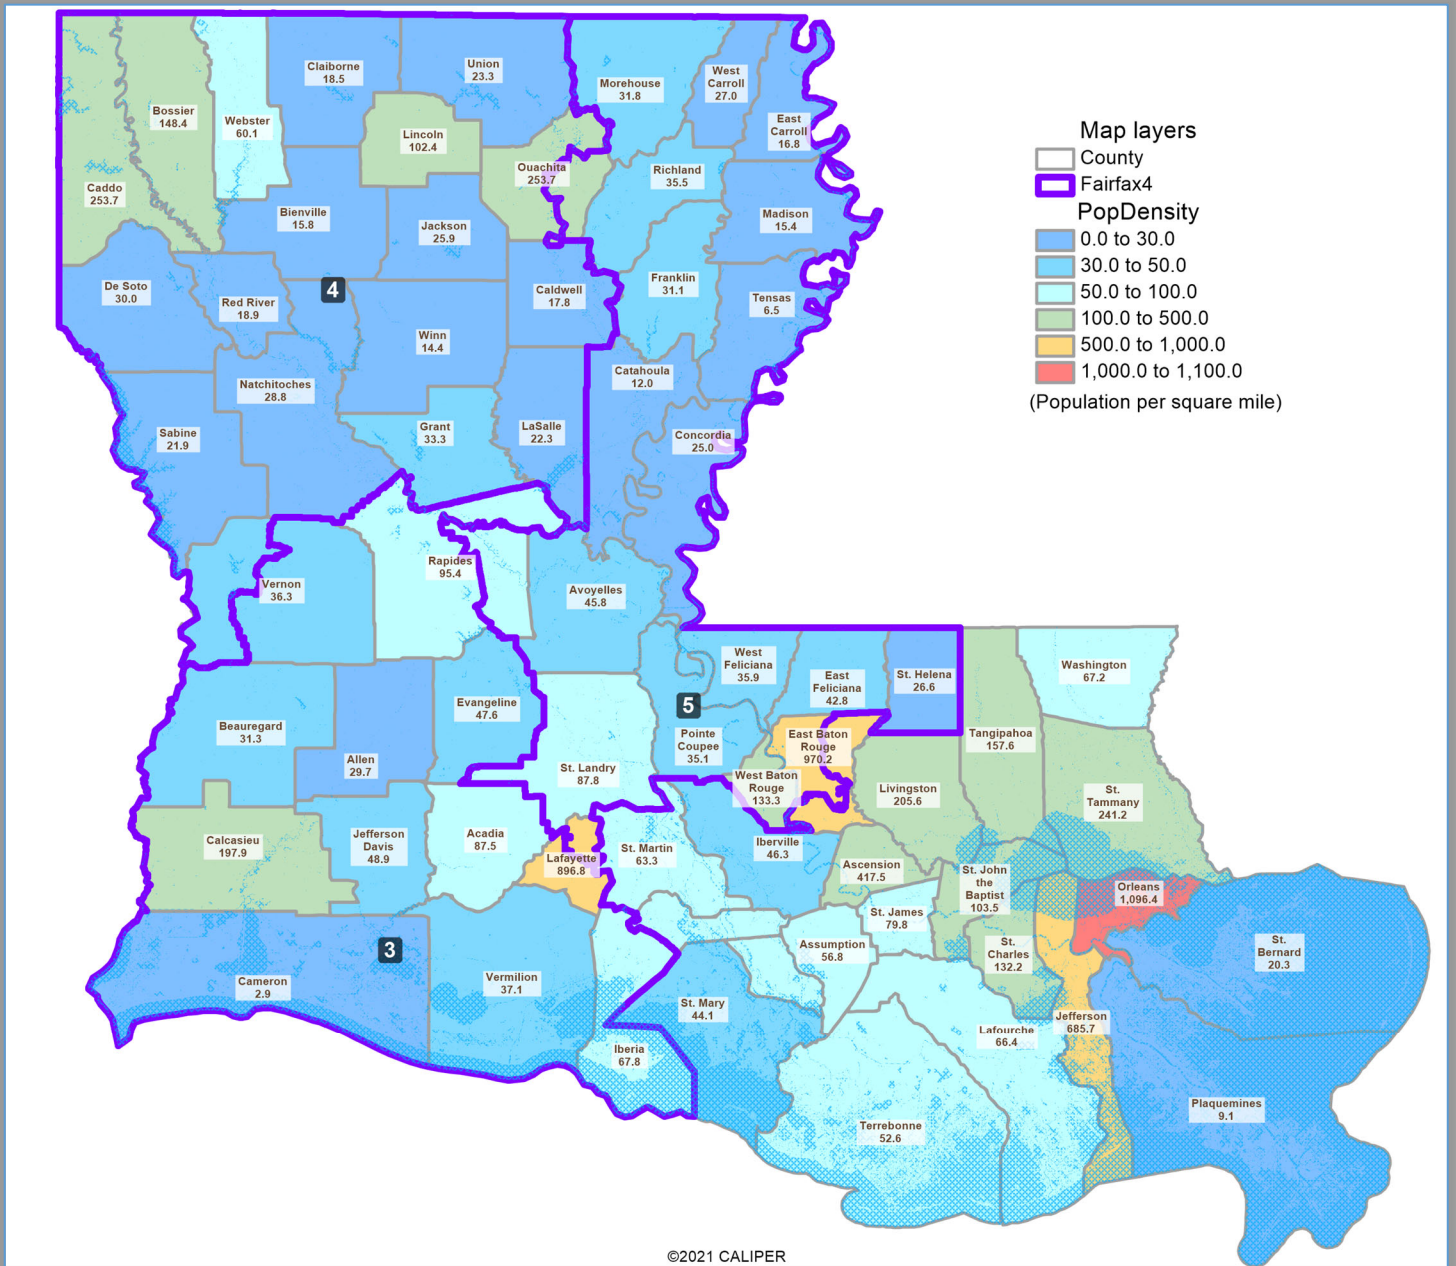 Claiborne
18.5
Union
23.3
Morehouse
31.8
West
Carroll
27.0
Bossier
148.4
Webster
60.1
Lincoln
102.4
East
Carroll
16.8
Caddo
253.7
Ouachita
253.7
Richland
35.5
Bienville
15.8
Jackson
25.9
Madison
15.4
De Soto
30.0
Red River
18.9
4
Caldwell
17.8
Franklin
31.1
Tensas
6.5
Winn
14.4
Natchitoches
28.8
Catahoula
12.0
Sabine
21.9
Grant
33.3
LaSalle
22.3
Concordia
25.0
Vernon
36.3
Rapides
95.4
Avoyelles
45.8
Map layers
County
Fairfax4
PopDensity
0.0 to 30.0
30.0 to 50.0
50.0 to 100.0
100.0 to 500.0
500.0 to 1,000.0
1,000.0 to 1,100.0
(Population per square mile)
West
Feliciana
35.9
East
Feliciana
42.8
St. Helena
26.6
Washington
67.2
Beauregard
31.3
Allen
29.7
Evangeline
47.6
5
Pointe
Coupee
35.1
East Baton
Rouge
970.2
Tangipahoa
157.6
St. Landry
87.8
West Baton
Rouge
133.3
Livingston
205.6
St.
Tammany
241.2
Calcasieu
197.9
Jefferson
Davis
48.9
Acadia
87.5
Lafayette
896.8
St. Martin
63.3
Iberville
46.3
Ascension
417.5
St. John
the
Baptist
103.5
Orleans
1,096.4
St. James
79.8
3
Assumption
56.8
St.
Charles
132.2
St.
Bernard
20.3
Cameron
2.9
Vermilion
37.1
St. Mary
44.1
Lafourche
66.4
Jefferson
685.7
Iberia
67.8
Terrebonne
52.6
Plaquemines
9.1
©2021 CALIPER